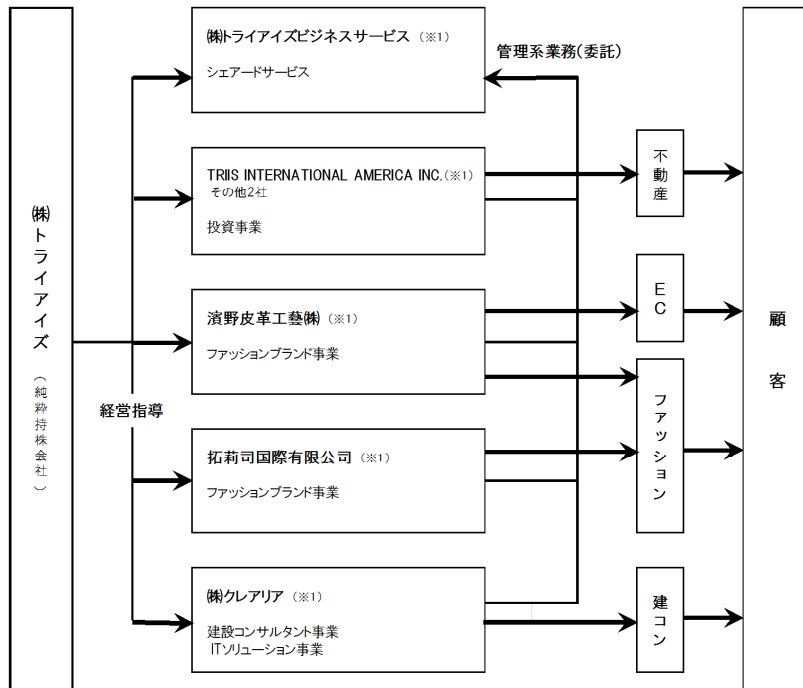 ㈱トライアイズ
（純粋持株会社）
経営指導
㈱トライアイズビジネスサービス（※1）
シェアードサービス
管理系業務(委託)
TRIIS INTERNATIONAL AMERICA INC.(※1)
その他2社
投資事業
不動産
濱野皮革工藝㈱（※1）
ファッションブランド事業
EC
拓莉司国際有限公司（※1）
ファッションブランド事業
ファッション
㈱クレアリア（※1）
建設コンサルタント事業
ITソリューション事業
建コン
顧客